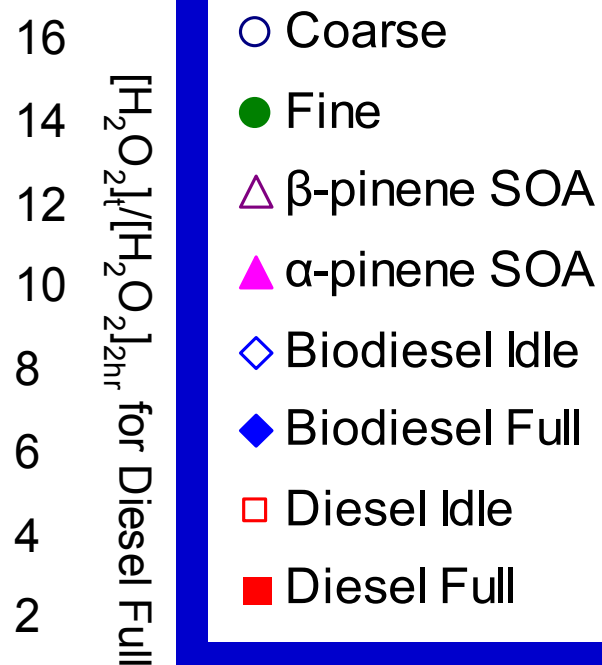 16
14
12
10
8
6
4
2
[H₂O₂]ₜ/[H₂O₂]₂ₕᵣ for Diesel Full
Coarse
Fine
β-pinene SOA
α-pinene SOA
Biodiesel Idle
Biodiesel Full
Diesel Idle
Diesel Full